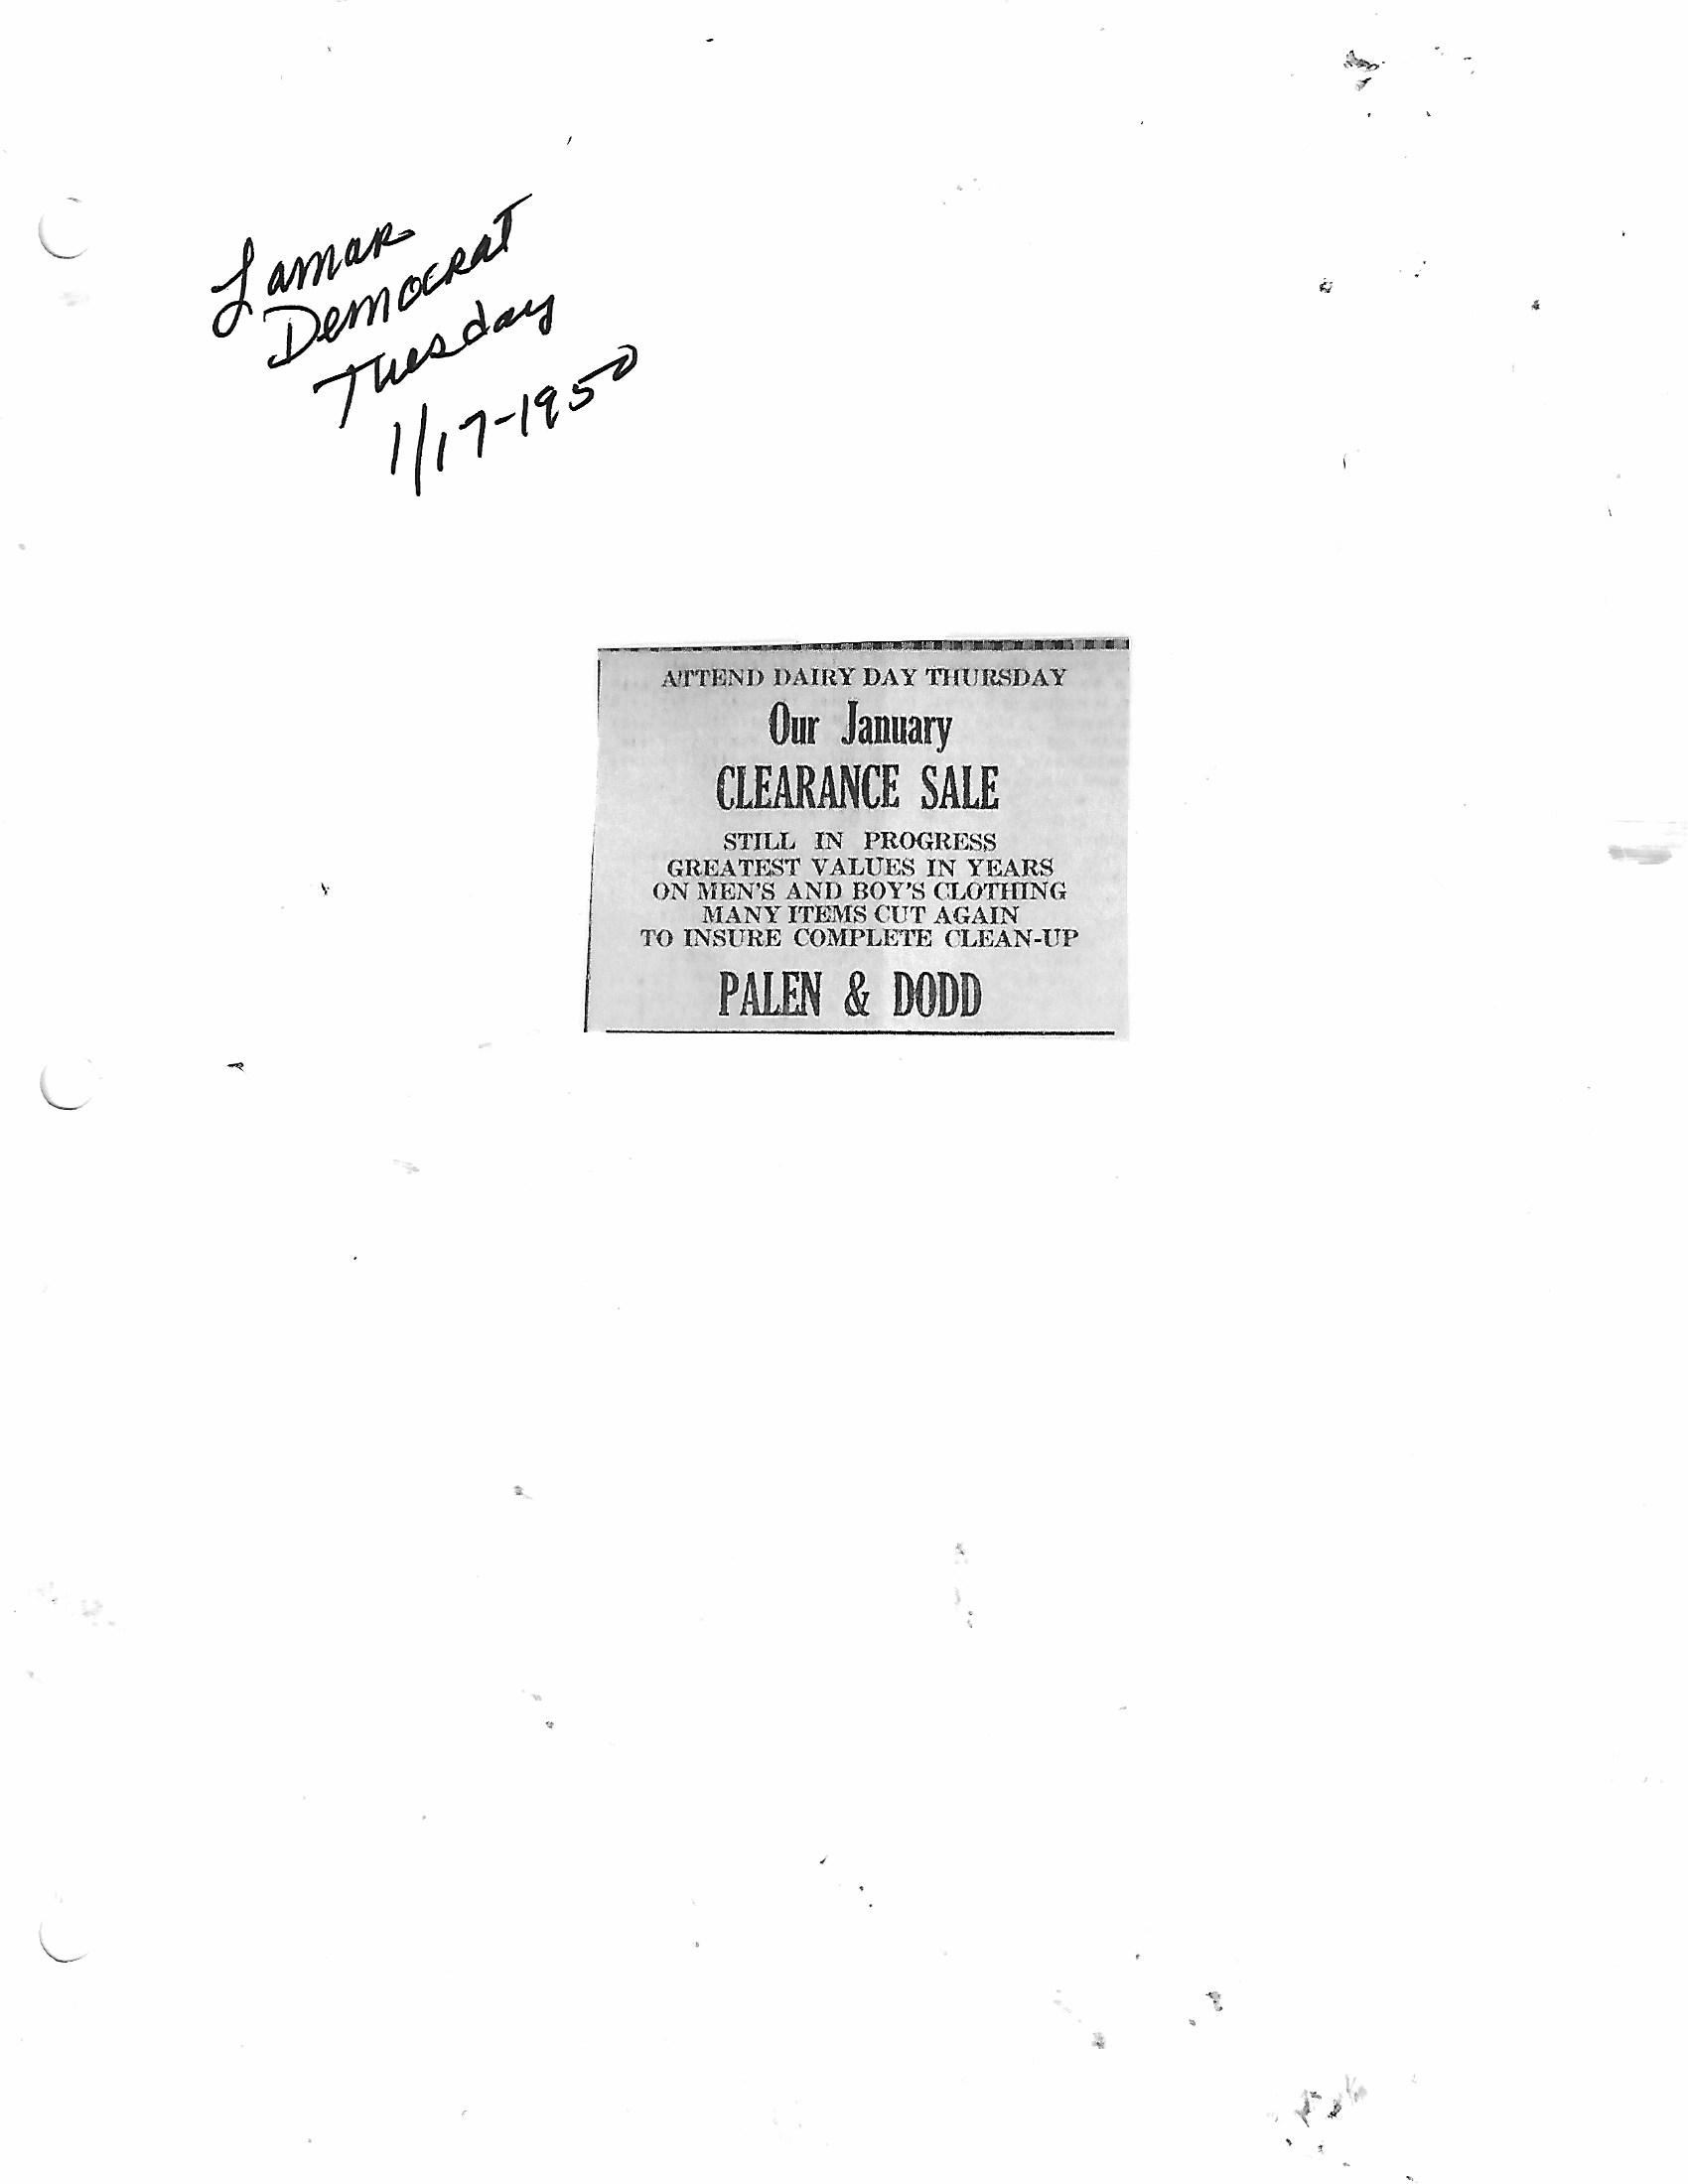 Lamar
Democrat
Tuesday
1/17-1950
ATTEND DAIRY DAY THURSDAY
Our January
CLEARANCE SALE
STILL IN PROGRESS
GREATEST VALUES IN YEARS
ON MEN'S AND BOY'S CLOTHING
MANY ITEMS CUT AGAIN
TO INSURE COMPLETE CLEAN-UP
PALEN & DODD